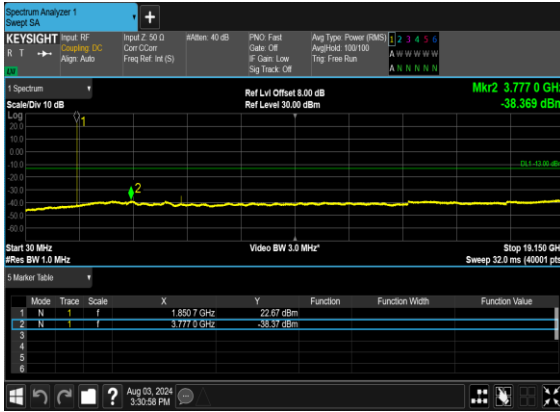 Spectrum Analyzer 1
Swept SA
+
KEYSIGHT
R T
Input: RF
Coupling: DC
Align: Auto
Input Z: 50 Ω
Corr CCorr
Freq Ref: Int (S)
#Atten: 40 dB
PNO: Fast
Gate: Off
IF Gain: Low
Sig Track: Off
Avg Type: Power (RMS)
Avg|Hold: 100/100
Trig: Free Run
1 2 3 4 5 6
A W W W W W
A N N N N N
1 Spectrum
Scale/Div 10 dB
Ref Lvl Offset 8.00 dB
Ref Level 30.00 dBm
Mkr2 3.777 0 GHz
-38.369 dBm
Log
20.0
10.0
0.00
-10.0
-20.0
-30.0
-40.0
-50.0
-60.0
1
2
DL1 -13.00 dBm
Start 30 MHz
#Res BW 1.0 MHz
Video BW 3.0 MHz*
Stop 19.150 GHz
Sweep 32.0 ms (40001 pts)
5 Marker Table
Mode Trace Scale X Y Function Function Width Function Value
1 N 1 f 1.850 7 GHz 22.67 dBm
2 N 1 f 3.777 0 GHz -38.37 dBm
3
4
5
6
?
Aug 03, 2024
3:30:58 PM